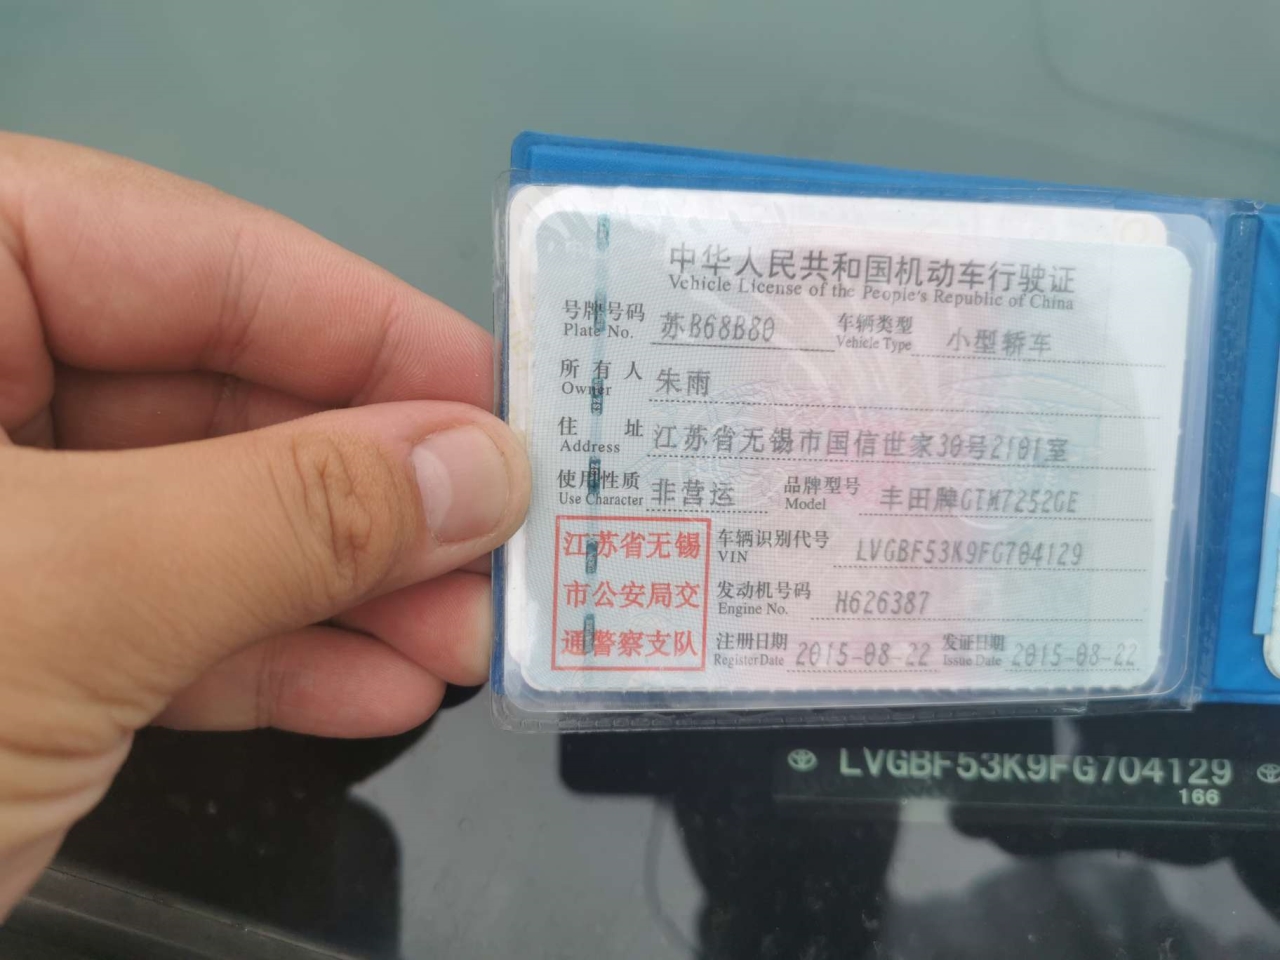 中华人民共和国机动车行驶证
Vehicle License of the People's Republic of China
号牌号码 苏B68B80 车辆类型 小型轿车
Plate No. Vehicle Type
所有人 朱雨
Owner
住址 江苏省无锡市国信世家30号2101室
Address
使用性质 非营运 品牌型号 丰田牌GTM7252GE
Use Character Model
江苏省无锡
市公安局交
通警察支队
车辆识别代号 LVGBF53K9FG704129
VIN
发动机号码 H626387
Engine No.
注册日期 2015-08-22 发证日期 2015-08-22
Register Date Issue Date
LVGBF53K9FG704129
166